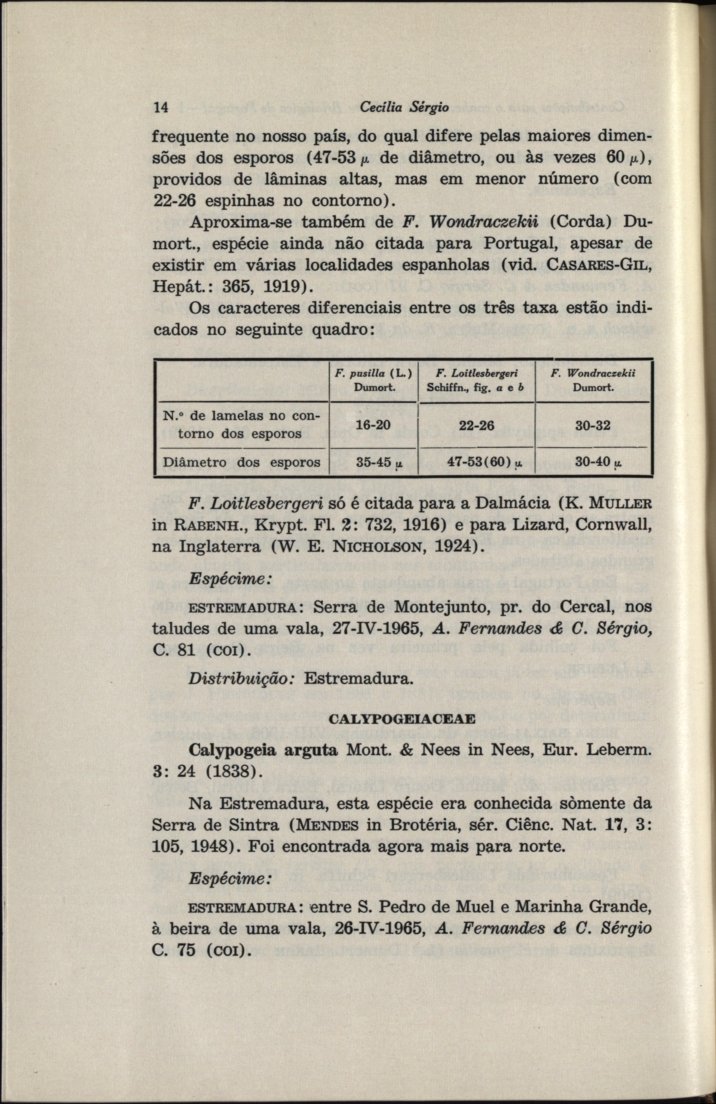 14 Cecília Sérgio
frequente no nosso país, do qual difere pelas maiores dimen-
sões dos esporos (47-53 µ de diâmetro, ou às vezes 60 µ),
providos de lâminas altas, mas em menor número (com
22-26 espinhas no contorno).
Aproxima-se também de F. Wondraczekii (Corda) Du-
mort., espécie ainda não citada para Portugal, apesar de
existir em várias localidades espanholas (vid. CASARES-GIL,
Hepát.: 365, 1919).
Os caracteres diferenciais entre os três taxa estão indi-
cados no seguinte quadro:
F. pusilla (L.) F. Loitlesbergeri F. Wondraczekii
Dumort. Schiffn., fig. a e b Dumort.
N.º de lamelas no con-
torno dos esporos 16-20 22-26 30-32
Diâmetro dos esporos 35-45 µ 47-53(60) µ 30-40 µ
F. Loitlesbergeri só é citada para a Dalmácia (K. MULLER
in RABENH., Krypt. Fl. 2: 732, 1916) e para Lizard, Cornwall,
na Inglaterra (W. E. NICHOLSON, 1924).
Espécime:
ESTREMADURA: Serra de Montejunto, pr. do Cercal, nos
taludes de uma vala, 27-IV-1965, A. Fernandes & C. Sérgio,
C. 81 (COI).
Distribuição: Estremadura.
CALYPOGEIACEAE
Calypogeia arguta Mont. & Nees in Nees, Eur. Leberm.
3: 24 (1838).
Na Estremadura, esta espécie era conhecida sòmente da
Serra de Sintra (MENDES in Brotéria, sér. Ciênc. Nat. 17, 3:
105, 1948). Foi encontrada agora mais para norte.
Espécime:
ESTREMADURA: entre S. Pedro de Muel e Marinha Grande,
à beira de uma vala, 26-IV-1965, A. Fernandes & C. Sérgio
C. 75 (COI).